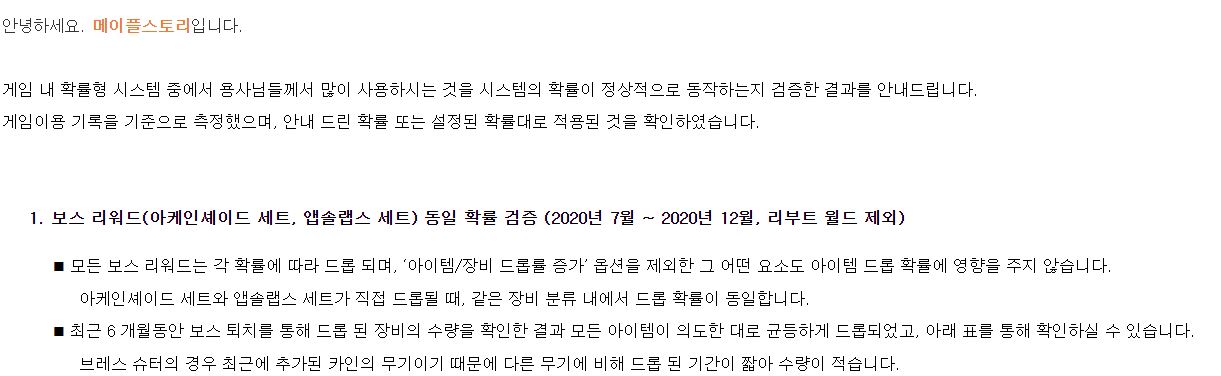 안녕하세요. 메이플스토리입니다.
게임 내 확률형 시스템 중에서 용사님들께서 많이 사용하시는 것을 시스템의 확률이 정상적으로 동작하는지 검증한 결과를 안내드립니다.
게임이용 기록을 기준으로 측정했으며, 안내 드린 확률 또는 설정된 확률대로 적용된 것을 확인하였습니다.
1. 보스 리워드(아케인셰이드 세트, 앱솔랩스 세트) 동일 확률 검증 (2020년 7월 ~ 2020년 12월, 리부트 월드 제외)
■ 모든 보스 리워드는 각 확률에 따라 드롭 되며, ‘아이템/장비 드롭률 증가’ 옵션을 제외한 그 어떤 요소도 아이템 드롭 확률에 영향을 주지 않습니다.
아케인셰이드 세트와 앱솔랩스 세트가 직접 드롭될 때, 같은 장비 분류 내에서 드롭 확률이 동일합니다.
■ 최근 6개월동안 보스 퇴치를 통해 드롭 된 장비의 수량을 확인한 결과 모든 아이템이 의도한 대로 균등하게 드롭되었고, 아래 표를 통해 확인하실 수 있습니다.
브레스 슈터의 경우 최근에 추가된 카인의 무기이기 때문에 다른 무기에 비해 드롭 된 기간이 짧아 수량이 적습니다.